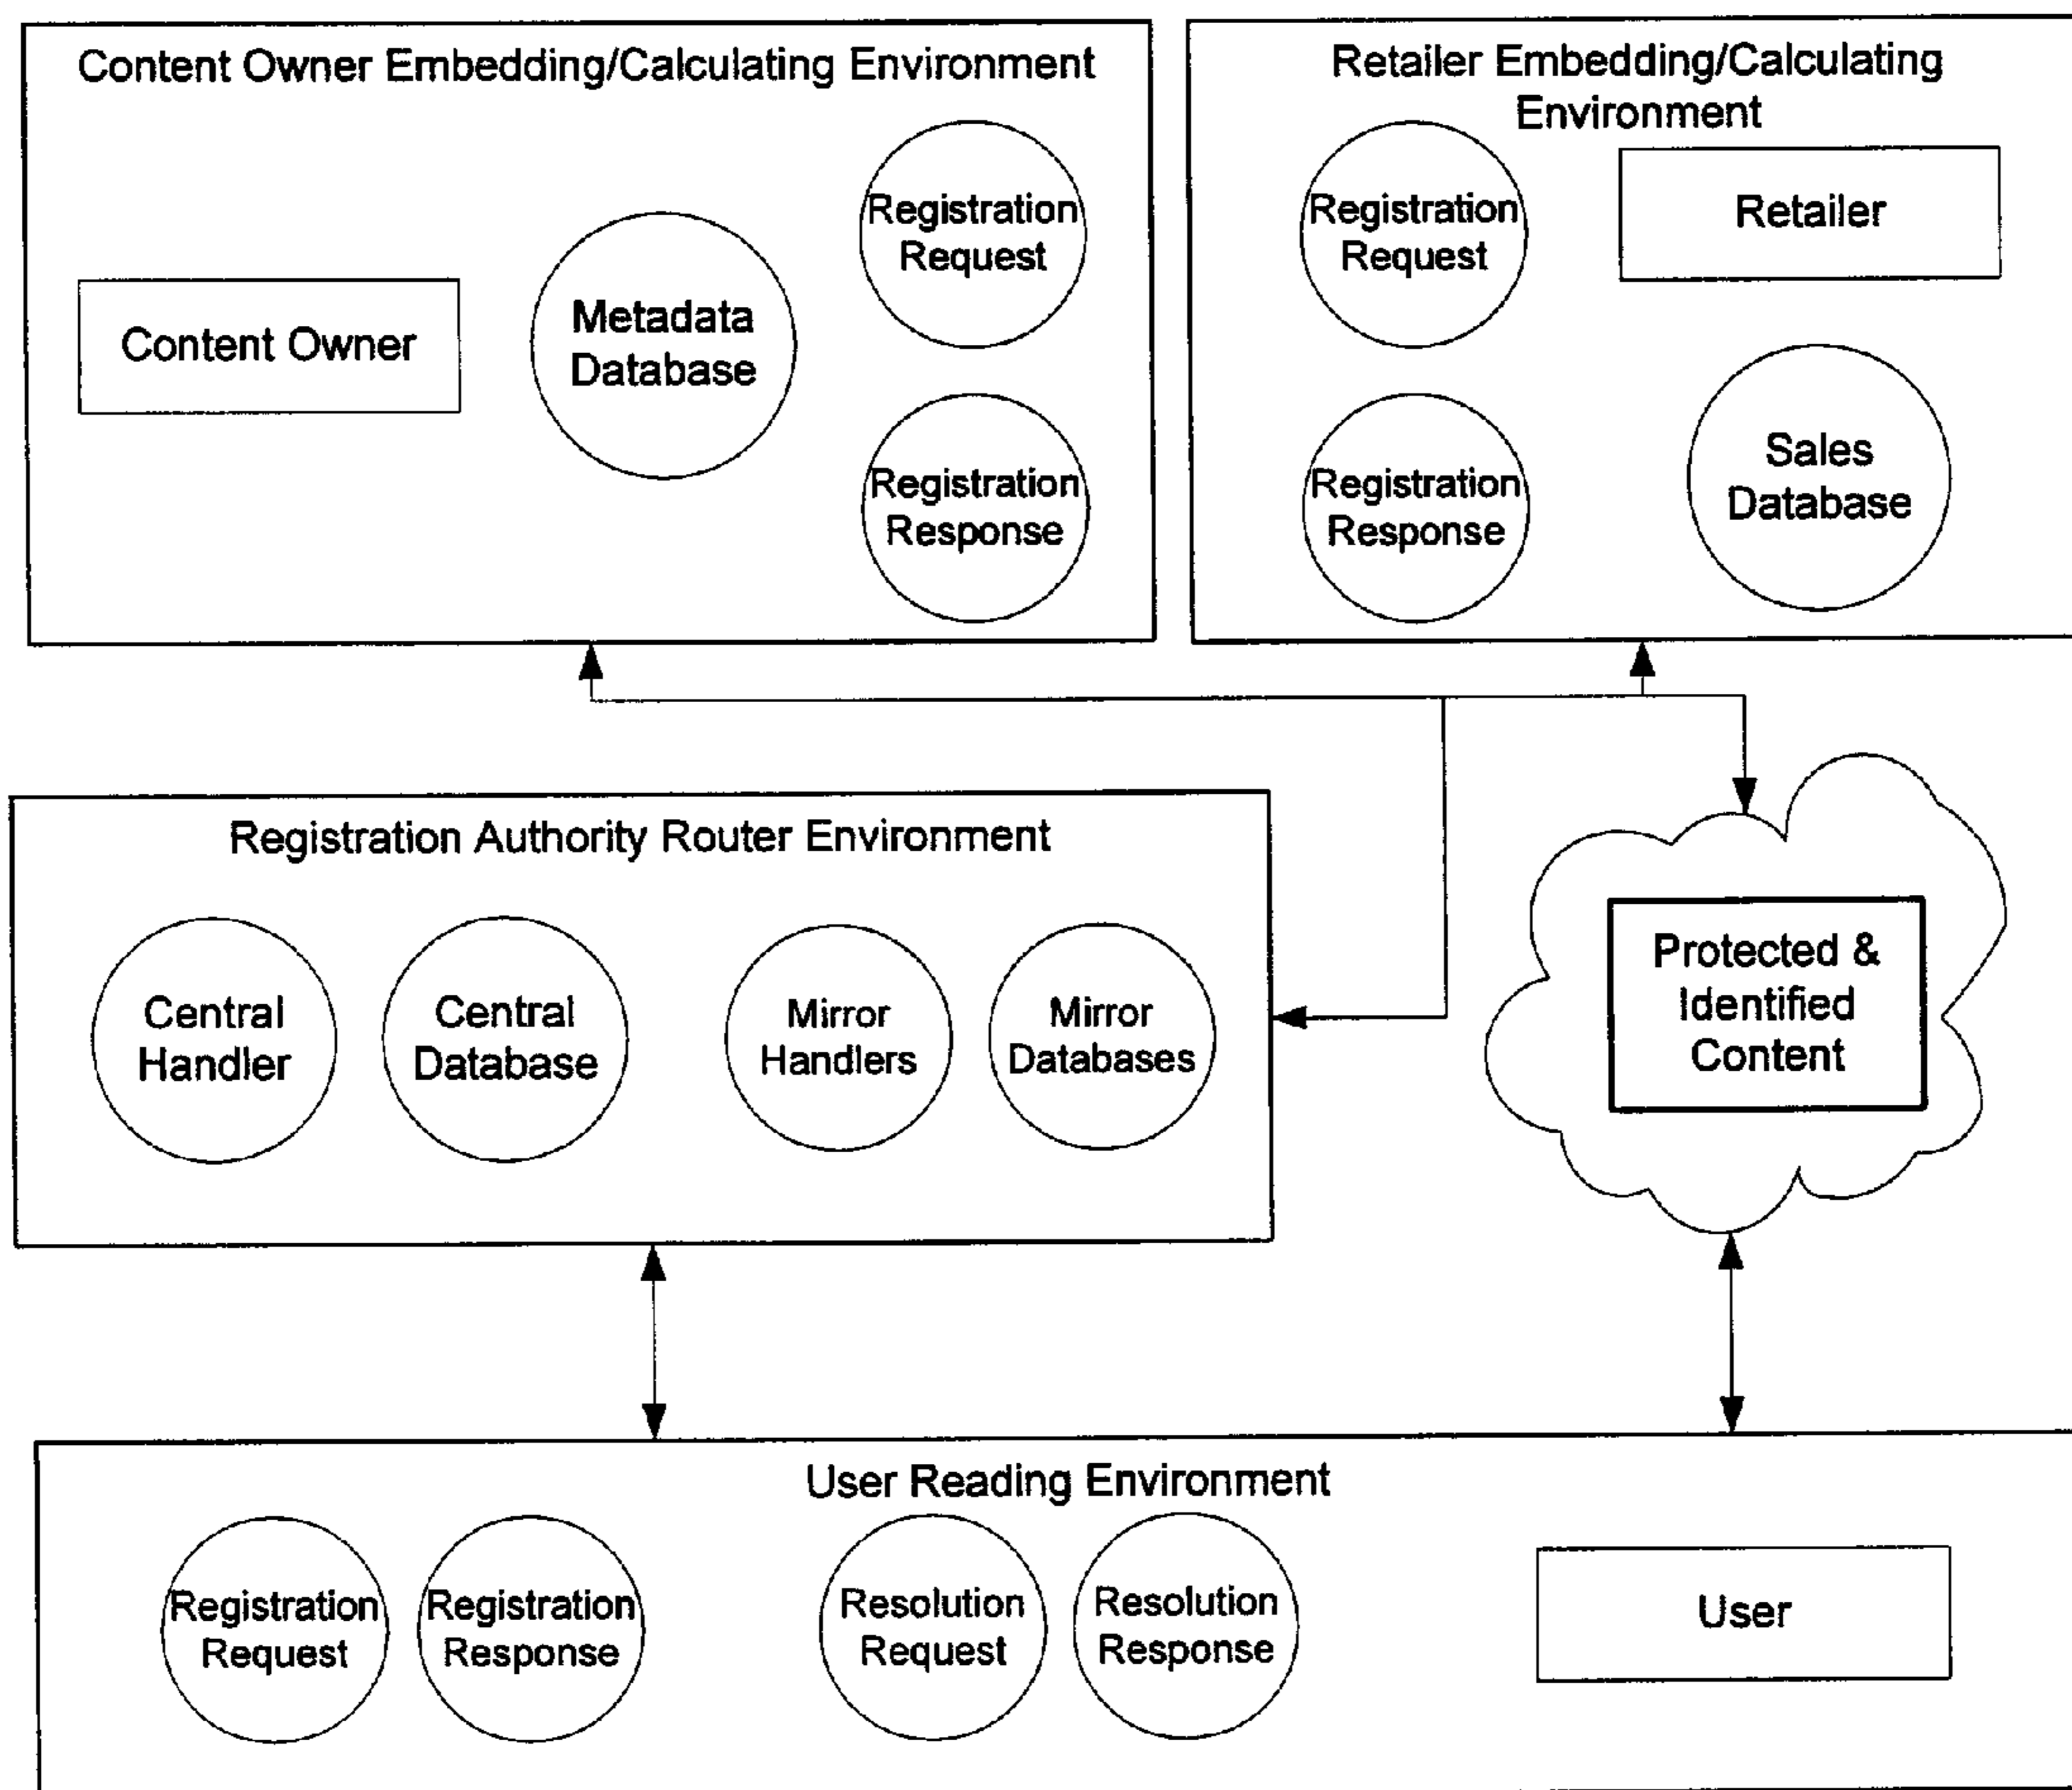 Content Owner Embedding/Calculating Environment
Content Owner
Metadata
Database
Registration
Request
Registration
Response
Retailer Embedding/Calculating
Environment
Registration
Request
Retailer
Registration
Response
Sales
Database
Registration Authority Router Environment
Central
Handler
Central
Database
Mirror
Handlers
Mirror
Databases
Protected &
Identified
Content
User Reading Environment
Registration
Request
Registration
Response
Resolution
Request
Resolution
Response
User